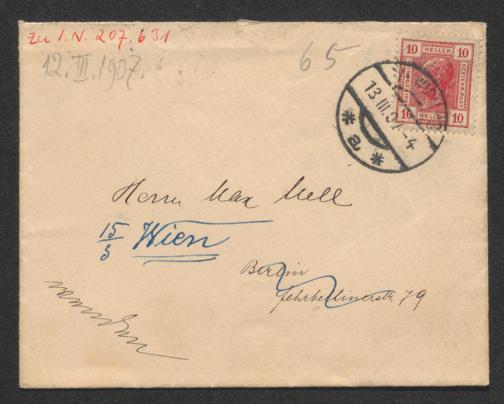 zu I.N. 207.631
12. III. 1907.
65
10 HELLER 10
10 HELLER 10
13 III 07-4
* a *
Herrn Max Mell
15/3 Wien
Berlin
Fehrbellinerstr 79